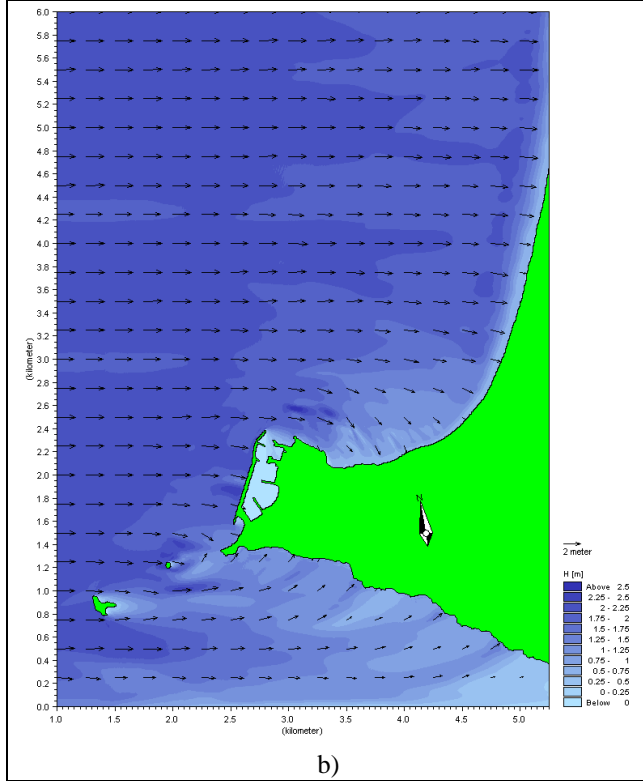 6.0
5.8
5.6
5.4
5.2
5.0
4.8
4.6
4.4
4.2
4.0
3.8
3.6
3.4
3.2
(kilometer)
3.0
2.8
2.6
2.4
2.2
2.0
1.8
1.6
1.4
1.2
1.0
0.8
0.6
0.4
0.2
0.0
1.0 1.5 2.0 2.5 3.0 3.5 4.0 4.5 5.0
(kilometer)
N
2 meter
H [m]
Above 2.5
2.25 - 2.5
2 - 2.25
1.75 - 2
1.5 - 1.75
1.25 - 1.5
1 - 1.25
0.75 - 1
0.5 - 0.75
0.25 - 0.5
0 - 0.25
Below 0
b)